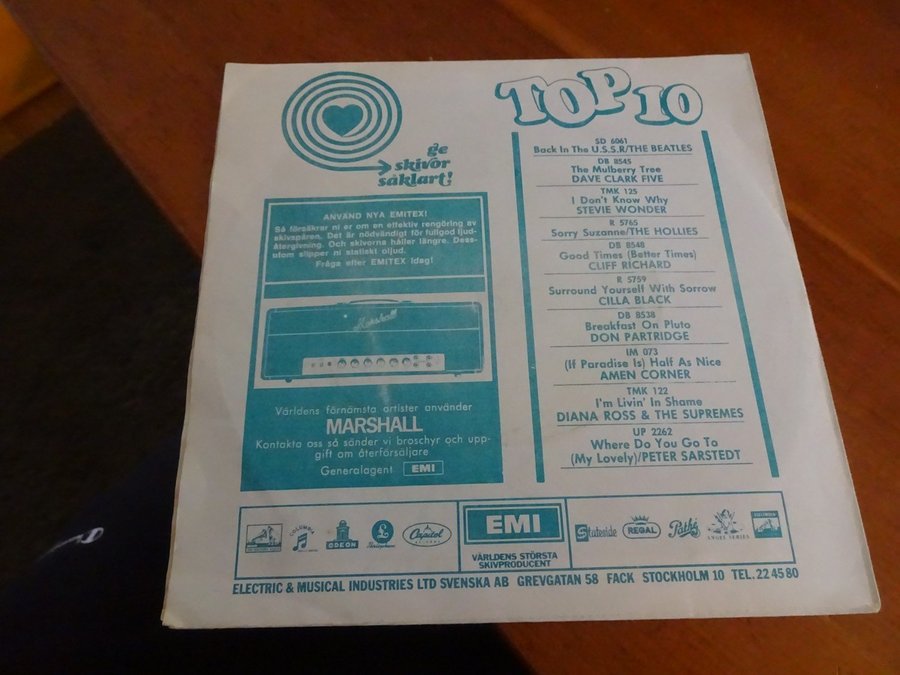 ge
skivor
såklart!
ANVÄND NYA EMITEX!
Så försäkrar ni er om en effektiv rengöring av
skivspåren. Det är nödvändigt för fullgod ljud-
återgivning. Och skivorna håller längre. Dess-
utom slipper ni statiskt oljud.
Fråga efter EMITEX idag!
Marshall
Världens förnämsta artister använder
MARSHALL
Kontakta oss så sänder vi broschyr och upp-
gift om återförsäljare
Generalagent EMI
TOP 10
SD 6061
Back In The U.S.S.R/THE BEATLES
DB 8545
The Mulberry Tree
DAVE CLARK FIVE
TMK 125
I Don't Know Why
STEVIE WONDER
R 5765
Sorry Suzanne/THE HOLLIES
DB 8548
Good Times (Better Times)
CLIFF RICHARD
R 5759
Surround Yourself With Sorrow
CILLA BLACK
DB 8538
Breakfast On Pluto
DON PARTRIDGE
IM 073
(If Paradise Is) Half As Nice
AMEN CORNER
TMK 122
I'm Livin' In Shame
DIANA ROSS & THE SUPREMES
UP 2262
Where Do You Go To
(My Lovely)/PETER SARSTEDT
COLUMBIA
ODEON
Parlophone
Capitol
RECORDS
EMI
VÄRLDENS STÖRSTA
SKIVPRODUCENT
Stateside
REGAL
Pathé
ANGEL SERIES
ELECTRIC & MUSICAL INDUSTRIES LTD SVENSKA AB GREVGATAN 58 FACK STOCKHOLM 10 TEL. 22 45 80